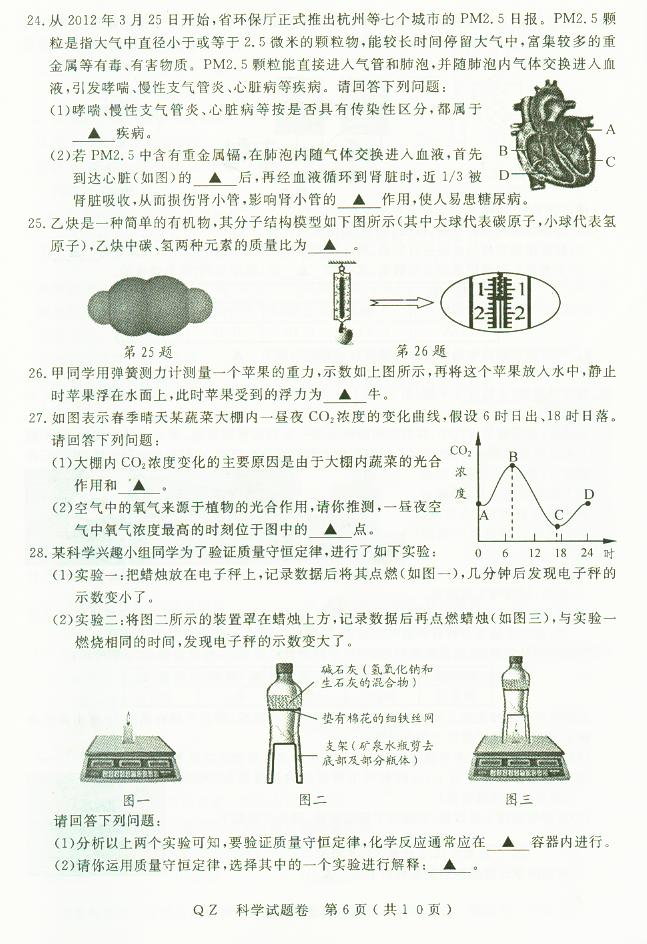 24.从2012年3月25日开始,省环保厅正式推出杭州等七个城市的PM2.5日报。PM2.5颗
粒是指大气中直径小于或等于2.5微米的颗粒物,能较长时间停留大气中,富集较多的重
金属等有毒、有害物质。PM2.5颗粒能直接进入气管和肺泡,并随肺泡内气体交换进入血
液,引发哮喘、慢性支气管炎、心脏病等疾病。请回答下列问题:
(1)哮喘、慢性支气管炎、心脏病等按是否具有传染性区分,都属于
▲ 疾病。
(2)若PM2.5中含有重金属镉,在肺泡内随气体交换进入血液,首先
到达心脏(如图)的 ▲ 后,再经血液循环到肾脏时,近1/3被
肾脏吸收,从而损伤肾小管,影响肾小管的 ▲ 作用,使人易患糖尿病。
A
B
C
D
25.乙炔是一种简单的有机物,其分子结构模型如下图所示(其中大球代表碳原子,小球代表氢
原子),乙炔中碳、氢两种元素的质量比为 ▲ 。
1 1
2 2
第25题
第26题
26.甲同学用弹簧测力计测量一个苹果的重力,示数如上图所示,再将这个苹果放入水中,静止
时苹果浮在水面上,此时苹果受到的浮力为 ▲ 牛。
27.如图表示春季晴天某蔬菜大棚内一昼夜CO₂浓度的变化曲线,假设6时日出、18时日落。
请回答下列问题:
(1)大棚内CO₂浓度变化的主要原因是由于大棚内蔬菜的光合
作用和 ▲ 。
(2)空气中的氧气来源于植物的光合作用,请你推测,一昼夜空
气中氧气浓度最高的时刻位于图中的 ▲ 点。
CO₂
浓
度
A
B
C
D
0 6 12 18 24 时
28.某科学兴趣小组同学为了验证质量守恒定律,进行了如下实验:
(1)实验一:把蜡烛放在电子秤上,记录数据后将其点燃(如图一),几分钟后发现电子秤的
示数变小了。
(2)实验二:将图二所示的装置罩在蜡烛上方,记录数据后再点燃蜡烛(如图三),与实验一
燃烧相同的时间,发现电子秤的示数变大了。
碱石灰(氢氧化钠和
生石灰的混合物)
垫有棉花的细铁丝网
支架(矿泉水瓶剪去
底部及部分瓶体)
图一
图二
图三
请回答下列问题:
(1)分析以上两个实验可知,要验证质量守恒定律,化学反应通常应在 ▲ 容器内进行。
(2)请你运用质量守恒定律,选择其中的一个实验进行解释: ▲ 。
QZ 科学试题卷 第6页(共10页)